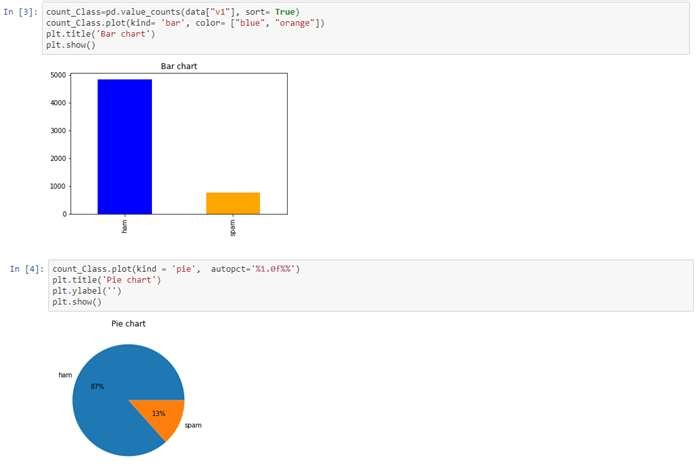 In [3]: count_Class=pd.value_counts(data["v1"], sort= True)
count_Class.plot(kind= 'bar', color= ["blue", "orange"])
plt.title('Bar chart')
plt.show()
Bar chart
5000
4000
3000
2000
1000
0
ham
spam
In [4]: count_Class.plot(kind = 'pie',  autopct='%1.0f%%')
plt.title('Pie chart')
plt.ylabel('')
plt.show()
Pie chart
ham
87%
13%
spam